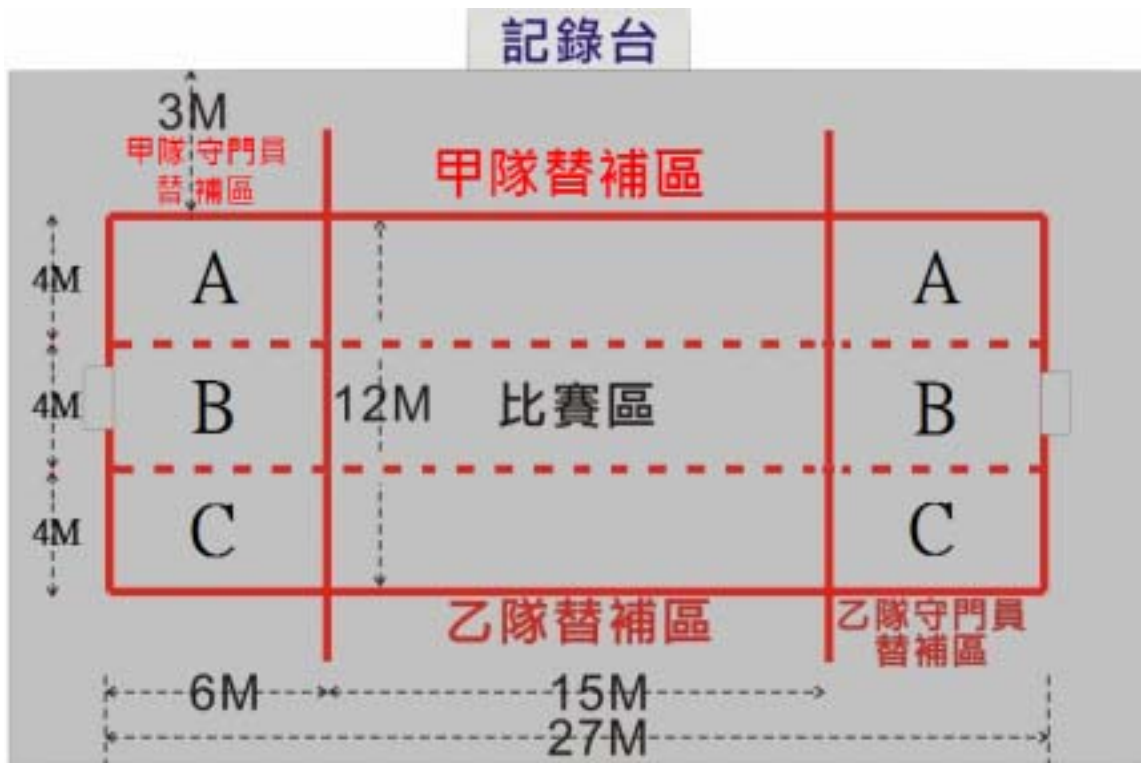 記錄台
3M
甲隊守門員
替補區
甲隊替補區
A
A
4M
B
B
4M
12M
比賽區
C
C
4M
乙隊替補區
乙隊守門員
替補區
6M
15M
27M